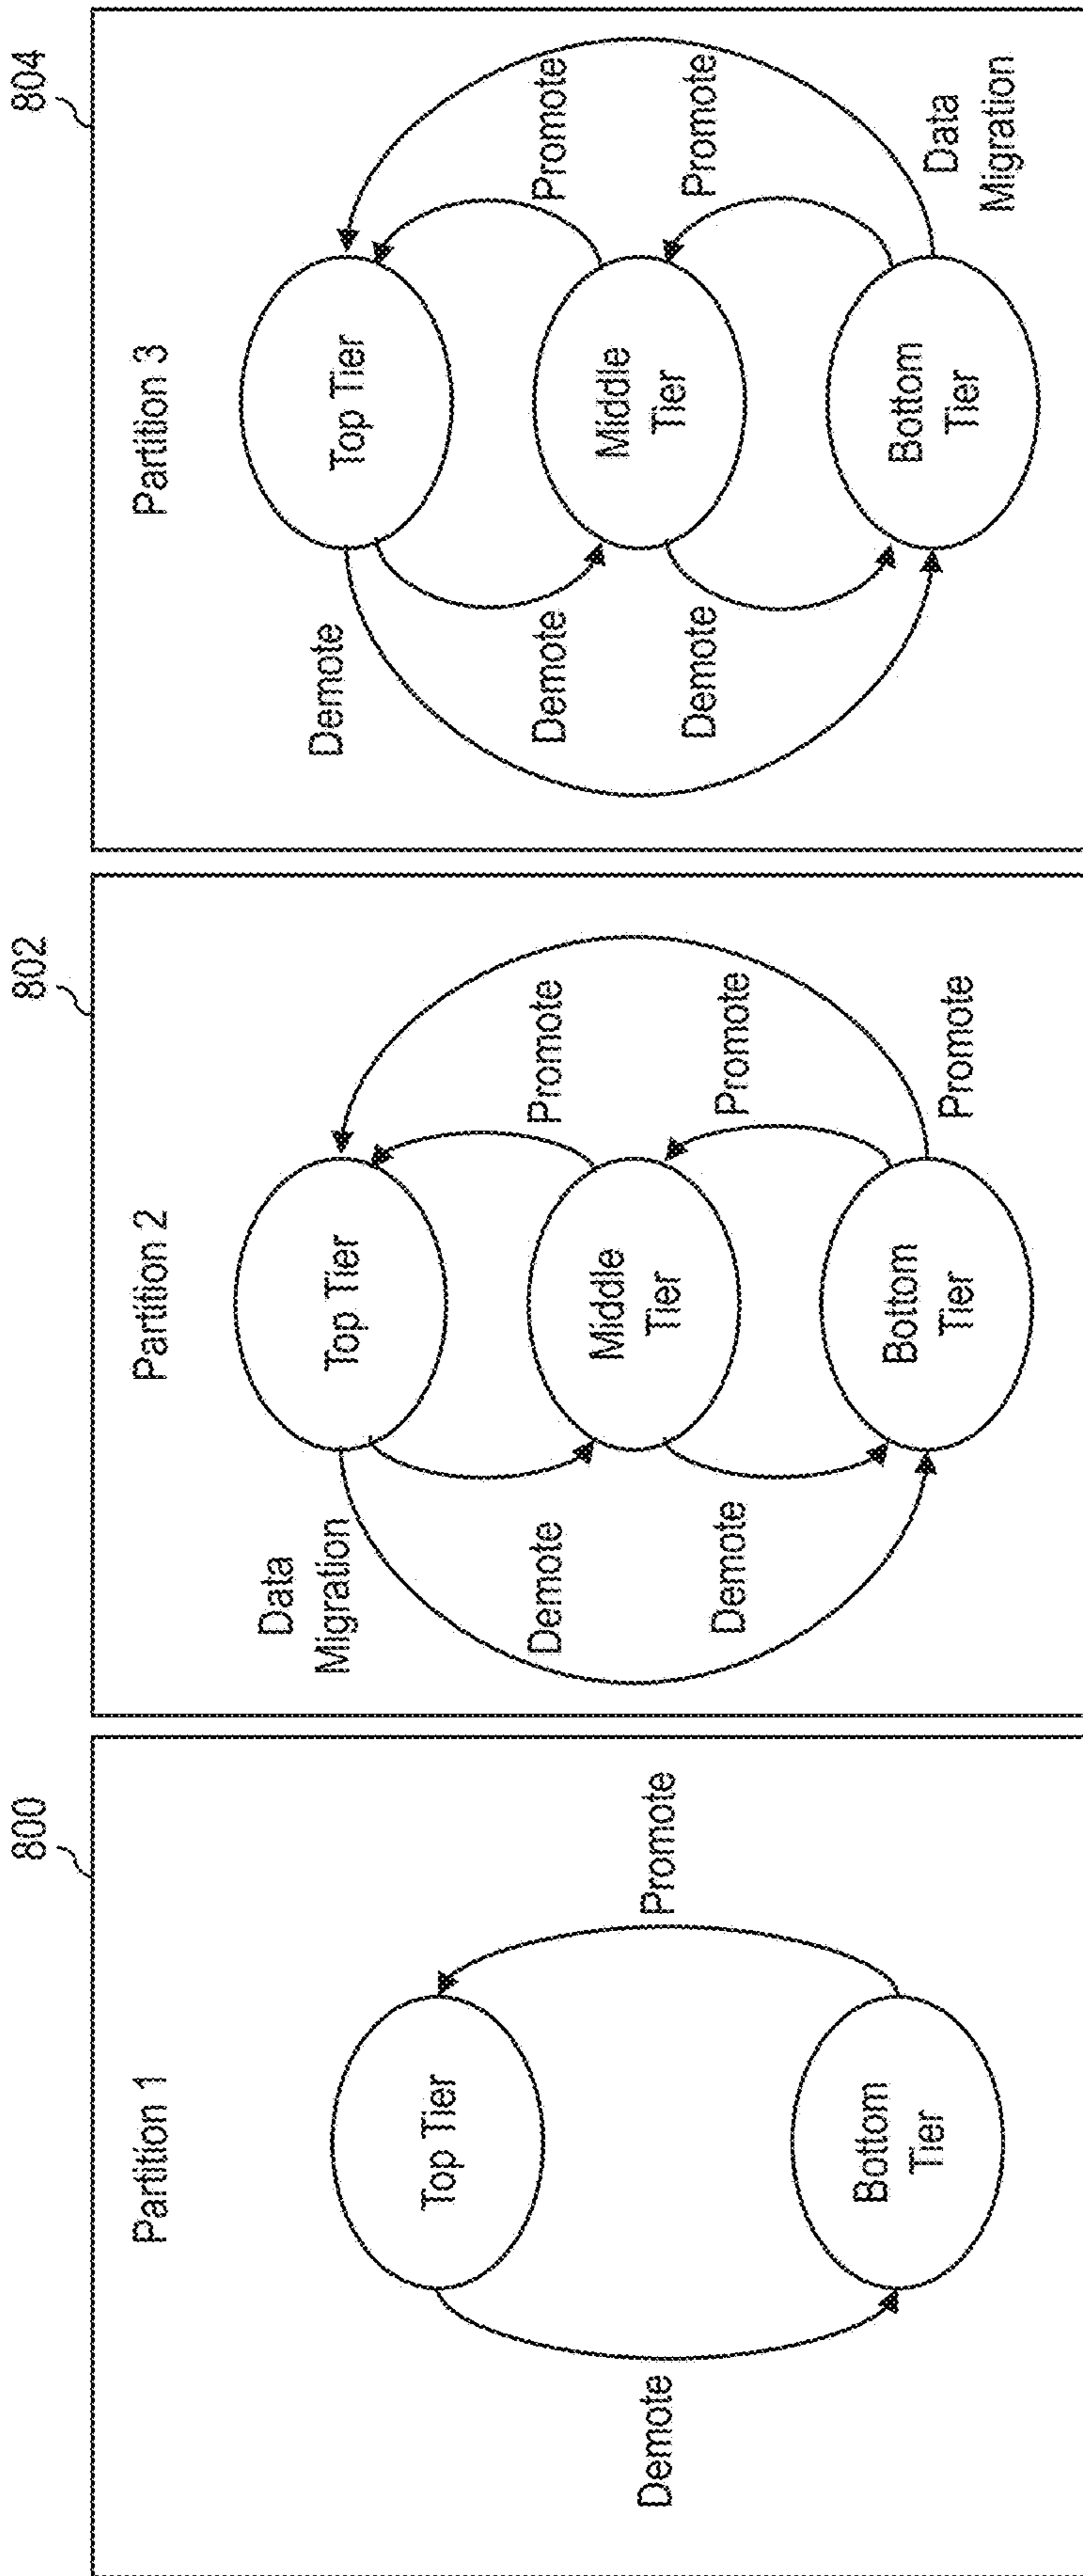 800
Partition 1
Top Tier
Bottom
Tier
Demote
Promote
802
Partition 2
Top Tier
Middle
Tier
Bottom
Tier
Data
Migration
Demote
Demote
Promote
Promote
Promote
804
Partition 3
Top Tier
Middle
Tier
Bottom
Tier
Demote
Demote
Demote
Promote
Promote
Data
Migration